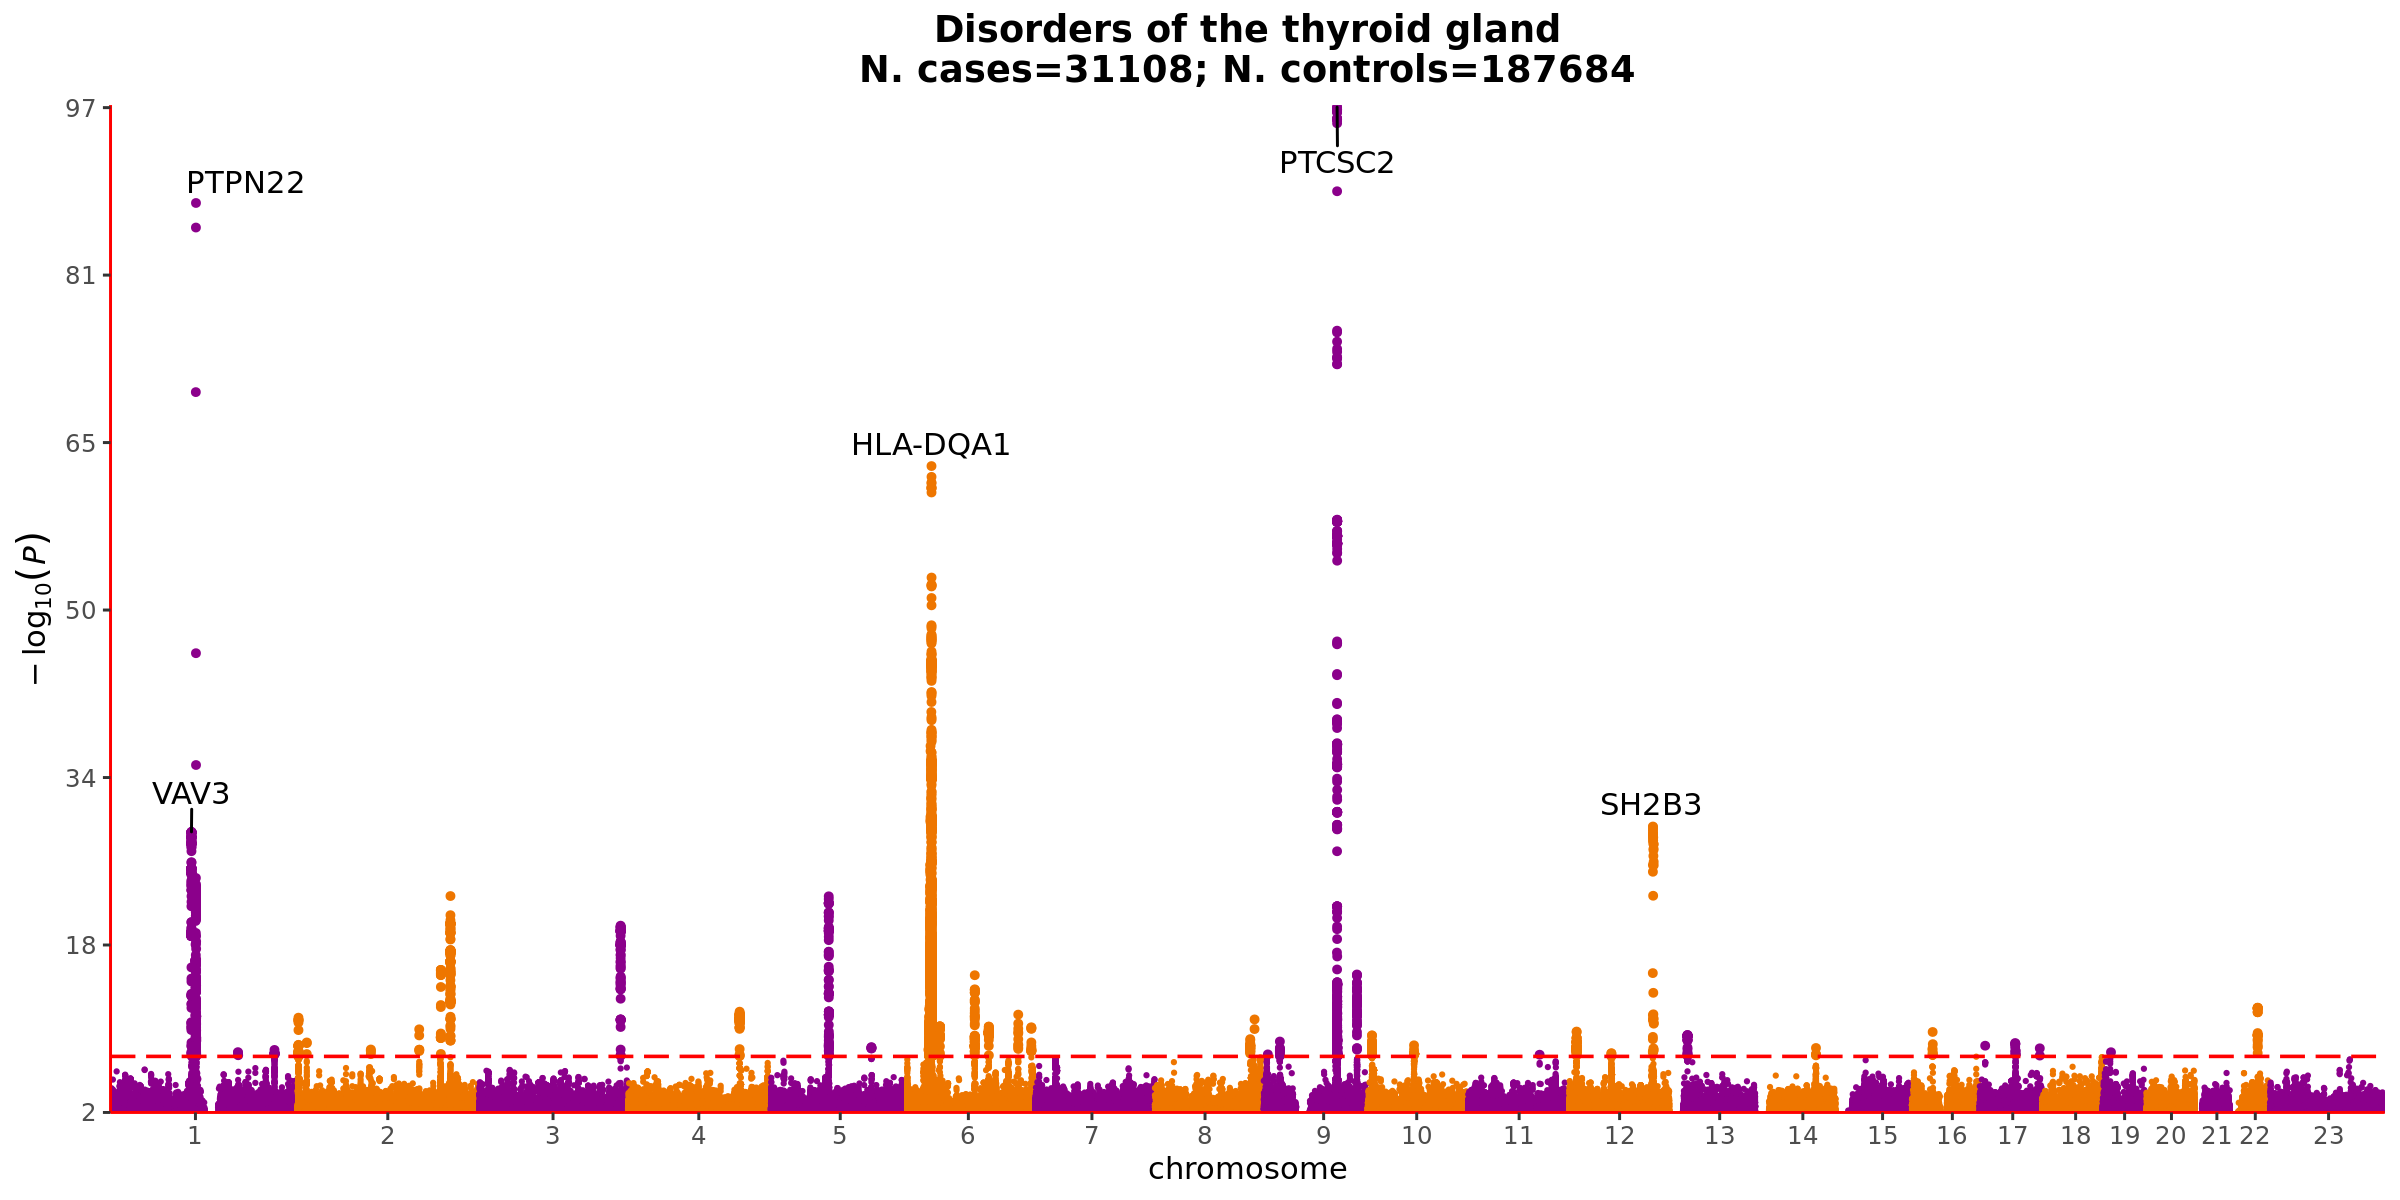 Disorders of the thyroid gland
N. cases=31108; N. controls=187684
97
81
65
50
34
18
2
−log₁₀(P)
PTPN22
PTCSC2
HLA-DQA1
VAV3
SH2B3
1 2 3 4 5 6 7 8 9 10 11 12 13 14 15 16 17 18 19 20 21 22 23
chromosome